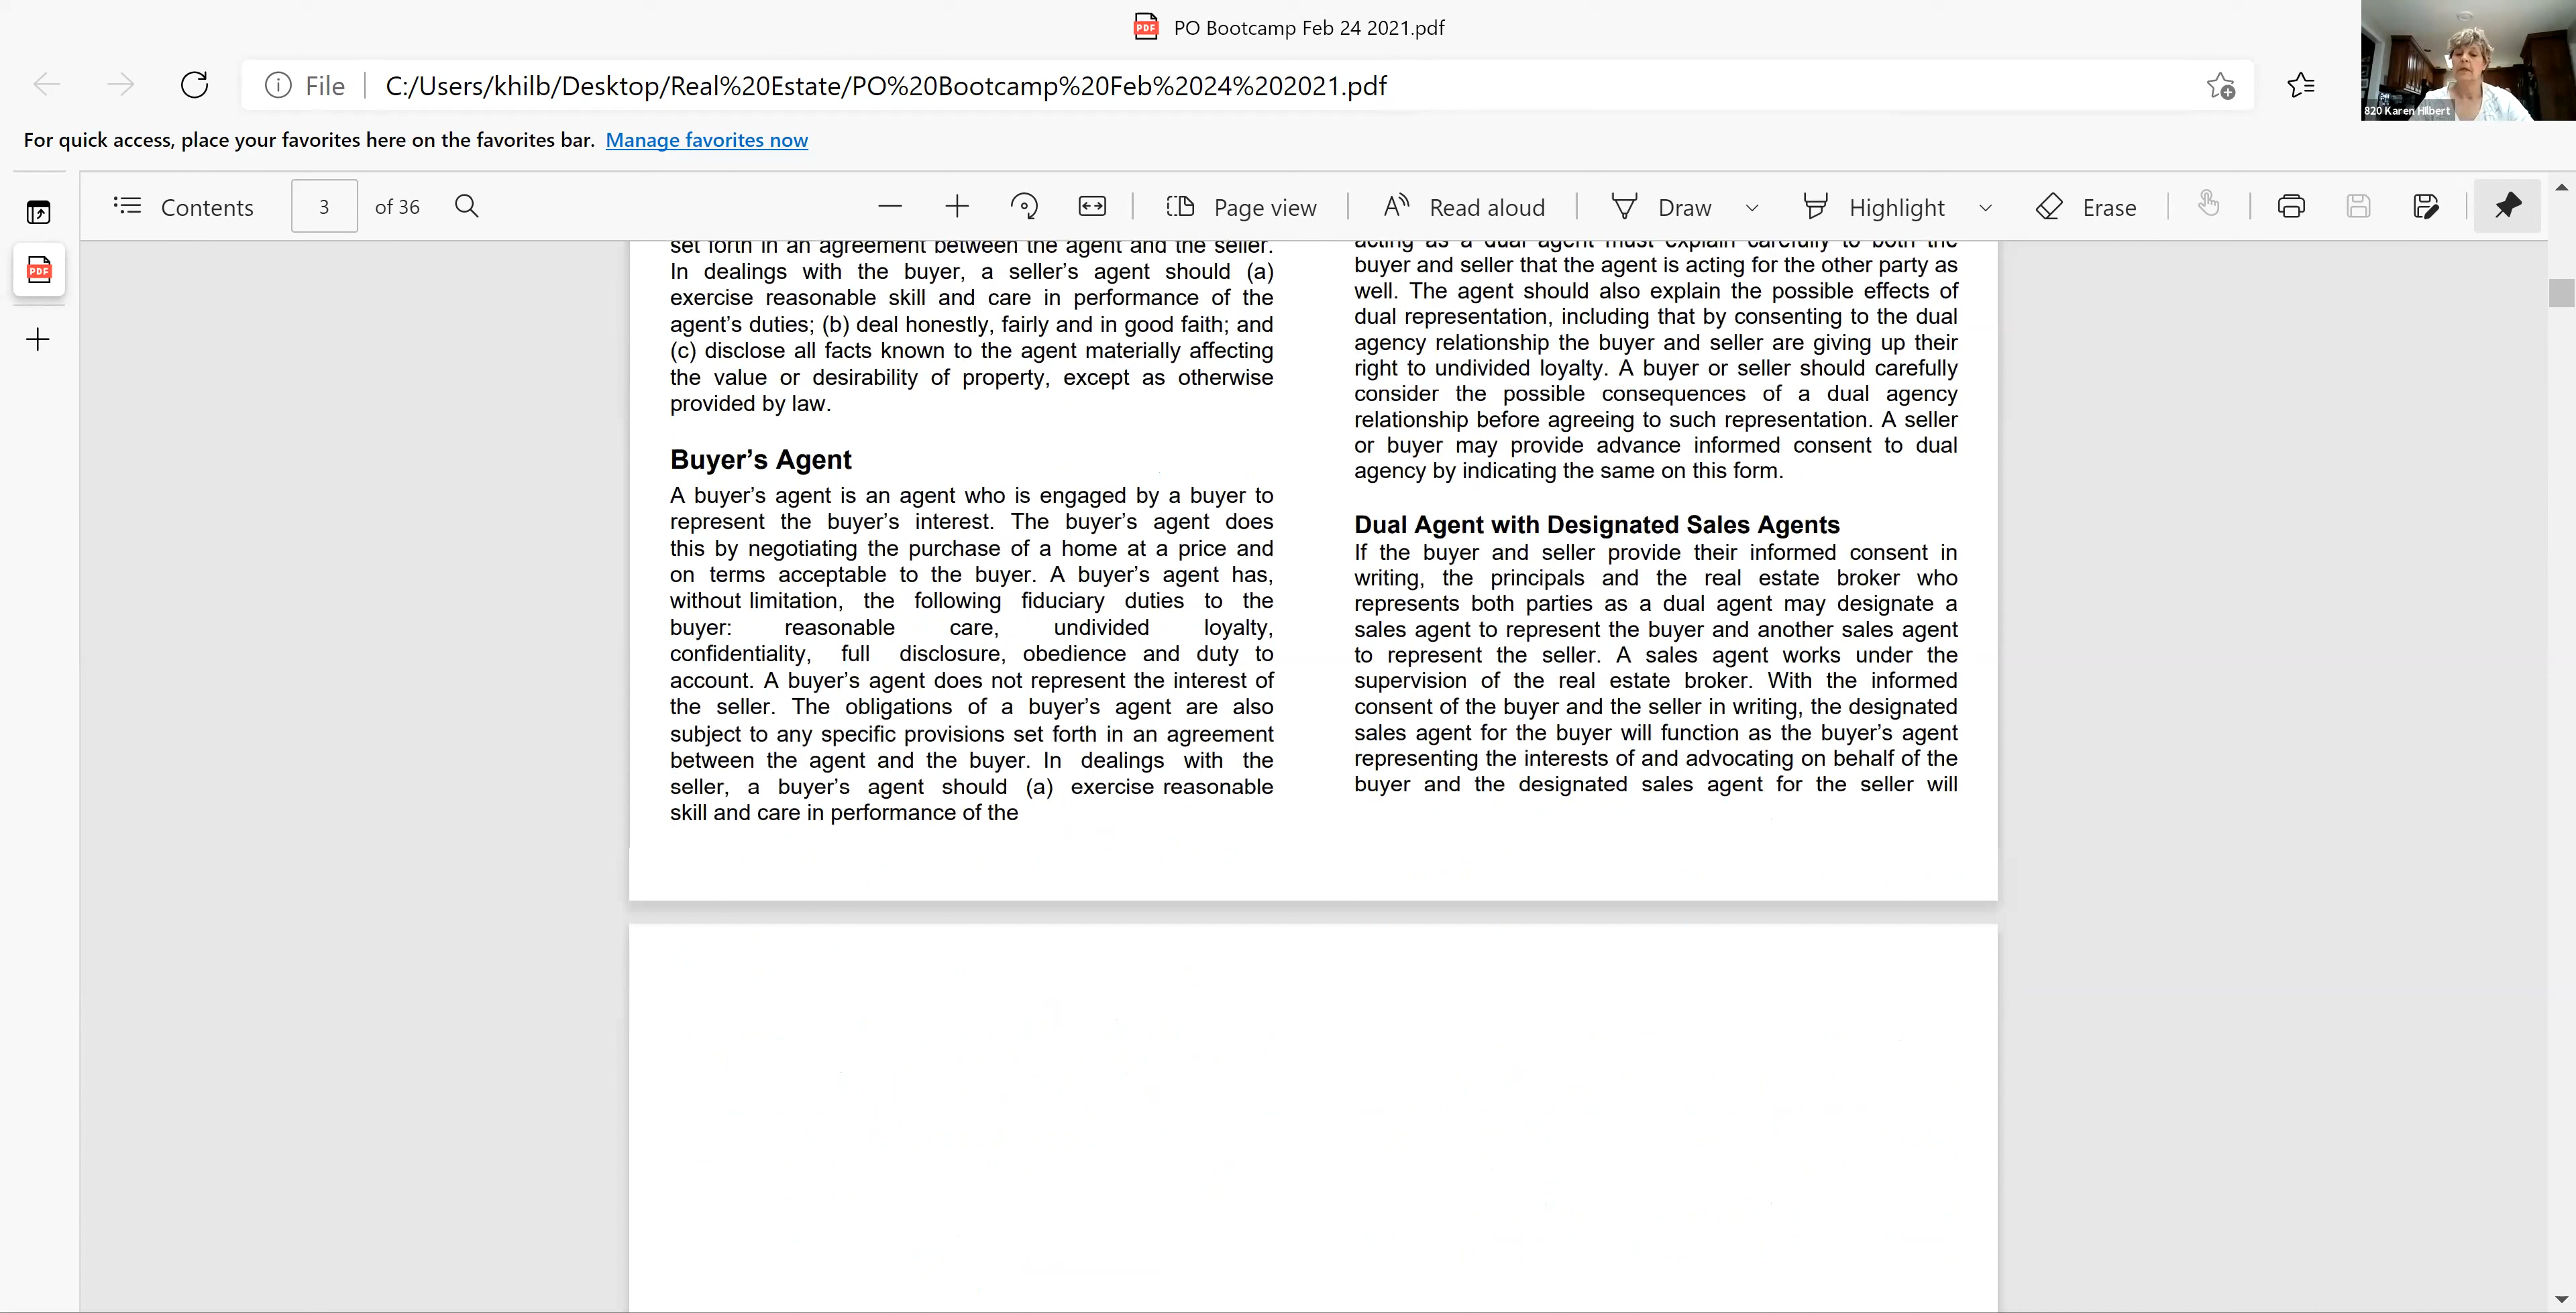 PO Bootcamp Feb 24 2021.pdf
File
C:/Users/khilb/Desktop/Real%20Estate/PO%20Bootcamp%20Feb%2024%202021.pdf
820 Karen Hilbert
For quick access, place your favorites here on the favorites bar. Manage favorites now
Contents
3
of 36
Page view
Read aloud
Draw
Highlight
Erase
set forth in an agreement between the agent and the seller.
In dealings with the buyer, a seller’s agent should (a)
exercise reasonable skill and care in performance of the
agent’s duties; (b) deal honestly, fairly and in good faith; and
(c) disclose all facts known to the agent materially affecting
the value or desirability of property, except as otherwise
provided by law.
Buyer’s Agent
A buyer’s agent is an agent who is engaged by a buyer to
represent the buyer’s interest. The buyer’s agent does
this by negotiating the purchase of a home at a price and
on terms acceptable to the buyer. A buyer’s agent has,
without limitation, the following fiduciary duties to the
buyer: reasonable care, undivided loyalty,
confidentiality, full disclosure, obedience and duty to
account. A buyer’s agent does not represent the interest of
the seller. The obligations of a buyer’s agent are also
subject to any specific provisions set forth in an agreement
between the agent and the buyer. In dealings with the
seller, a buyer’s agent should (a) exercise reasonable
skill and care in performance of the
acting as a dual agent must explain carefully to both the
buyer and seller that the agent is acting for the other party as
well. The agent should also explain the possible effects of
dual representation, including that by consenting to the dual
agency relationship the buyer and seller are giving up their
right to undivided loyalty. A buyer or seller should carefully
consider the possible consequences of a dual agency
relationship before agreeing to such representation. A seller
or buyer may provide advance informed consent to dual
agency by indicating the same on this form.
Dual Agent with Designated Sales Agents
If the buyer and seller provide their informed consent in
writing, the principals and the real estate broker who
represents both parties as a dual agent may designate a
sales agent to represent the buyer and another sales agent
to represent the seller. A sales agent works under the
supervision of the real estate broker. With the informed
consent of the buyer and the seller in writing, the designated
sales agent for the buyer will function as the buyer’s agent
representing the interests of and advocating on behalf of the
buyer and the designated sales agent for the seller will